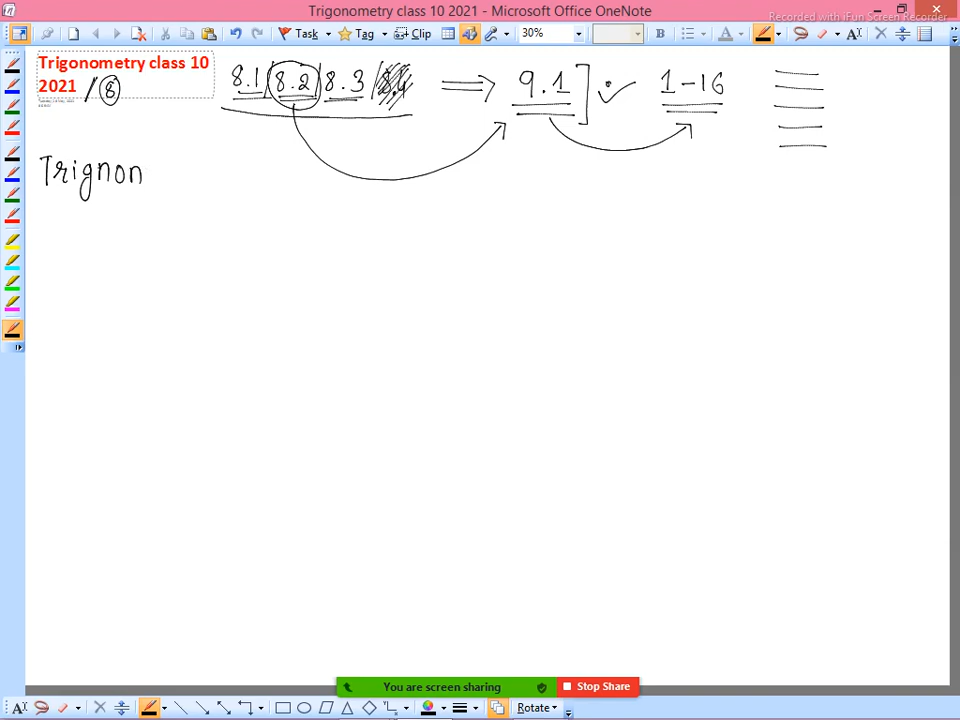 Trigonometry class 10 2021 - Microsoft Office OneNote
Recorded with iFun Screen Recorder
Task Tag Clip 30% B A
Trigonometry class 10
2021 / 8
8.1/8.2/8.3/8.4 ⟹ 9.1] ✓ 1-16
Trignon
You are screen sharing Stop Share
Rotate